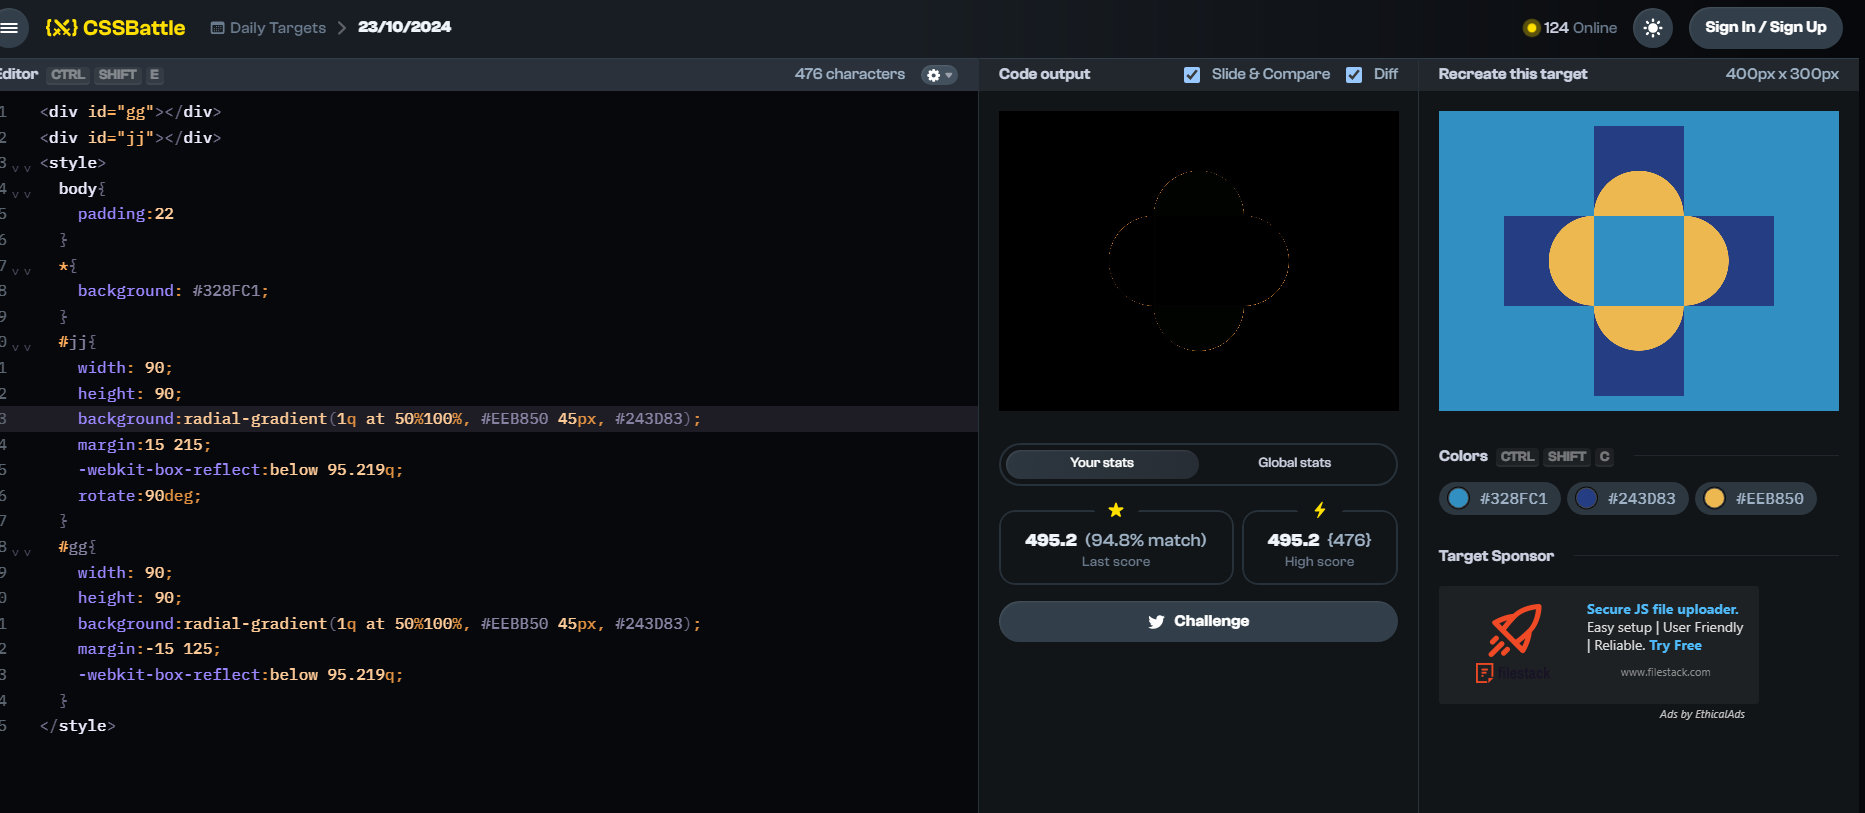 {X} CSSBattle
Daily Targets > 23/10/2024
124 Online
Sign In / Sign Up
Editor CTRL SHIFT E
476 characters
1 <div id="gg"></div>
2 <div id="jj"></div>
3 <style>
4 body{
5 padding:22
6 }
7 *{
8 background: #328FC1;
9 }
0 #jj{
1 width: 90;
2 height: 90;
3 background:radial-gradient(1q at 50%100%, #EEB850 45px, #243D83);
4 margin:15 215;
5 -webkit-box-reflect:below 95.219q;
6 rotate:90deg;
7 }
8 #gg{
9 width: 90;
0 height: 90;
1 background:radial-gradient(1q at 50%100%, #EEBB50 45px, #243D83);
2 margin:-15 125;
3 -webkit-box-reflect:below 95.219q;
4 }
5 </style>
Code output
Slide & Compare
Diff
Your stats
Global stats
495.2 (94.8% match)
Last score
495.2 {476}
High score
Challenge
Recreate this target
400px x 300px
Colors CTRL SHIFT C
#328FC1
#243D83
#EEB850
Target Sponsor
filestack
Secure JS file uploader.
Easy setup | User Friendly
| Reliable. Try Free
www.filestack.com
Ads by EthicalAds